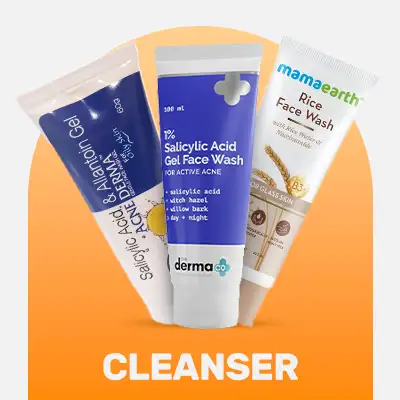 Salicylic Acid & Allantoin Gel
ACNE DERMA
60g
100 ml
1%
Salicylic Acid
Gel Face Wash
FOR ACTIVE ACNE
+ salicylic acid
+ witch hazel
+ willow bark
day + night
derma co
mamaearth
Rice
Face Wash
with Rice Water &
Niacinamide
B3
GLASS SKIN
CLEANSER